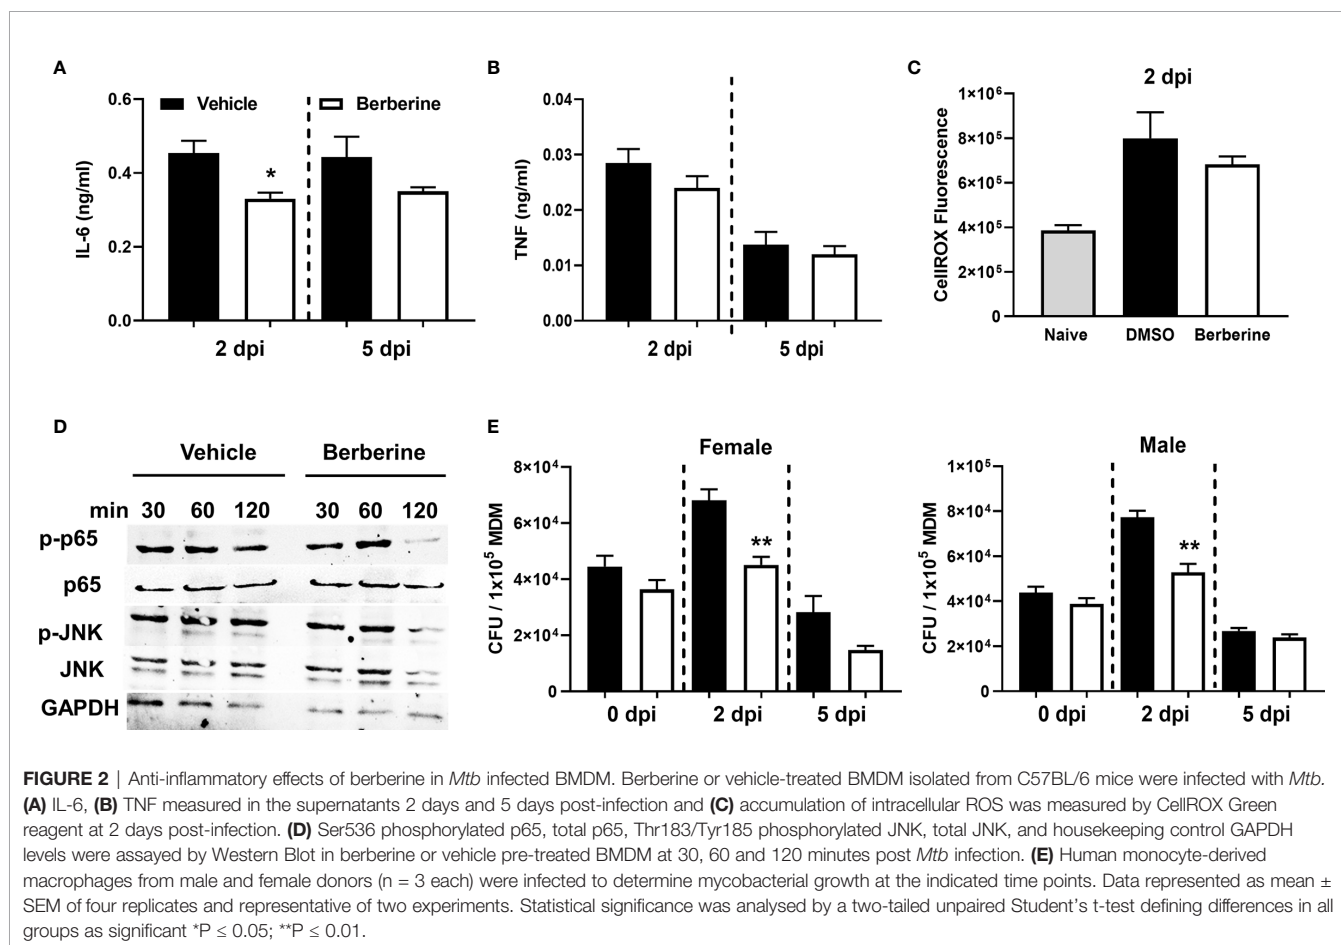 A
0.6
0.4
0.2
0.0
IL-6 (ng/ml)
Vehicle
Berberine
*
2 dpi
5 dpi
B
0.04
0.03
0.02
0.01
0.00
TNF (ng/ml)
2 dpi
5 dpi
C
2 dpi
1×10⁶
8×10⁵
6×10⁵
4×10⁵
2×10⁵
0
CellROX Fluorescence
Naive
DMSO
Berberine
D
Vehicle
Berberine
min 30 60 120 30 60 120
p-p65
p65
p-JNK
JNK
GAPDH
E
Female
8×10⁴
6×10⁴
4×10⁴
2×10⁴
0
CFU / 1x10⁵ MDM
**
0 dpi
2 dpi
5 dpi
Male
1×10⁵
8×10⁴
6×10⁴
4×10⁴
2×10⁴
0
CFU / 1x10⁵ MDM
**
0 dpi
2 dpi
5 dpi
FIGURE 2 | Anti-inflammatory effects of berberine in Mtb infected BMDM. Berberine or vehicle-treated BMDM isolated from C57BL/6 mice were infected with Mtb.
(A) IL-6, (B) TNF measured in the supernatants 2 days and 5 days post-infection and (C) accumulation of intracellular ROS was measured by CellROX Green
reagent at 2 days post-infection. (D) Ser536 phosphorylated p65, total p65, Thr183/Tyr185 phosphorylated JNK, total JNK, and housekeeping control GAPDH
levels were assayed by Western Blot in berberine or vehicle pre-treated BMDM at 30, 60 and 120 minutes post Mtb infection. (E) Human monocyte-derived
macrophages from male and female donors (n = 3 each) were infected to determine mycobacterial growth at the indicated time points. Data represented as mean ±
SEM of four replicates and representative of two experiments. Statistical significance was analysed by a two-tailed unpaired Student's t-test defining differences in all
groups as significant *P ≤ 0.05; **P ≤ 0.01.